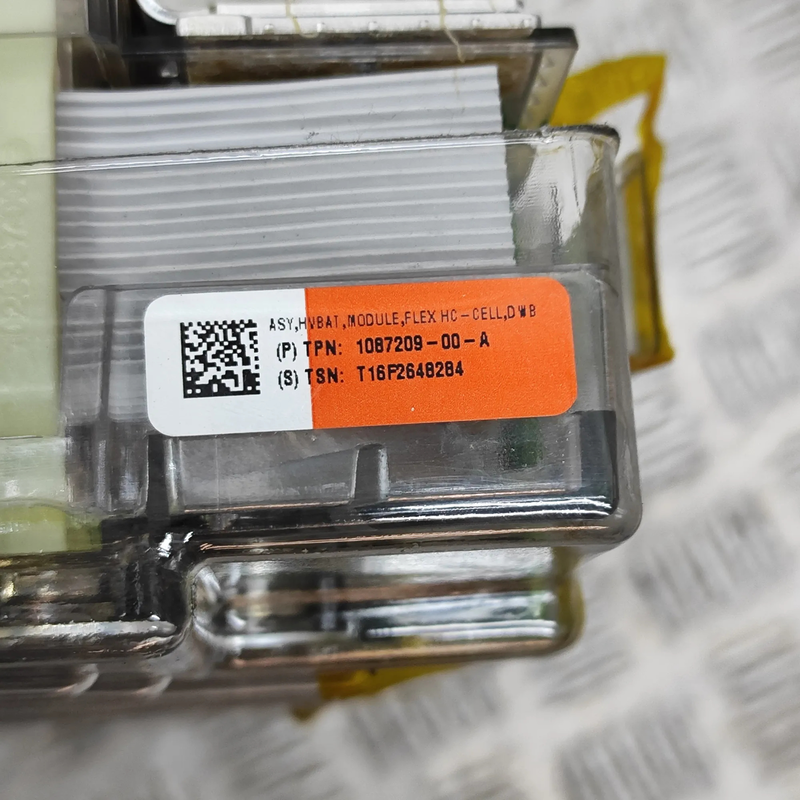 ASY,HVBAT,MODULE,FLEX HC-CELL,DWB
(P) TPN: 1087209-00-A
(S) TSN: T16F2648284